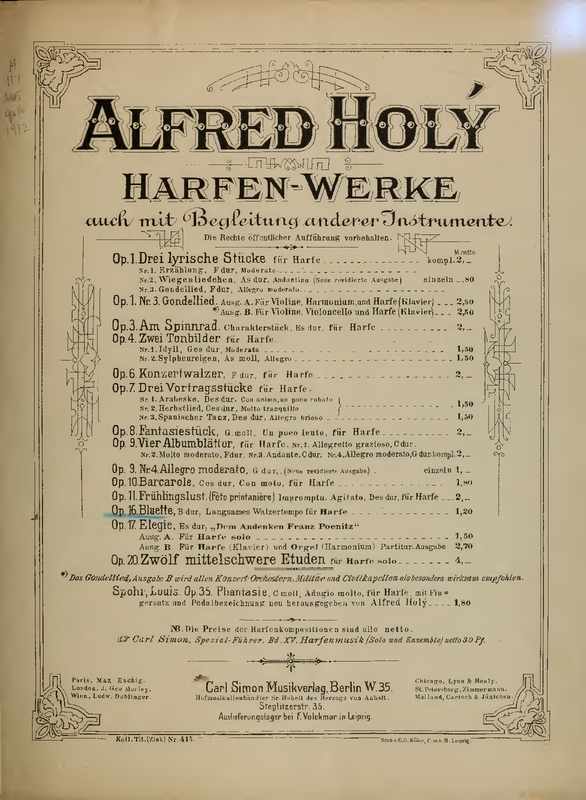 ALFRED HOLÝ
HARFEN-WERKE
auch mit Begleitung anderer Instrumente.
Die Rechte öffentlicher Aufführung vorbehalten.
M. netto
Op. 1. Drei lyrische Stücke für Harfe kompl. 2,_
Nr. 1. Erzählung, F dur, Moderato
Nr. 2. Wiegenliedchen, As dur, Andantino (Neue revidierte Ausgabe) einzeln _,80
Nr. 3. Gondellied, F dur, Allegro moderato
Op. 1. Nr. 3. Gondellied. Ausg. A. Für Violine, Harmonium, und Harfe (Klavier) 2,50
*) Ausg. B. Für Violine, Violoncello und Harfe (Klavier) 2,50
Op. 3. Am Spinnrad. Charakterstück, Es dur, für Harfe 2,_
Op. 4. Zwei Tonbilder für Harfe.
Nr. 1. Idyll, Ges dur, Moderato 1,50
Nr. 2. Sylphenreigen, As moll, Allegro 1,50
Op. 6. Konzertwalzer, F dur, für Harfe 2,_
Op. 7. Drei Vortragsstücke für Harfe.
Nr. 1. Arabeske, Des dur. Con anima, un poco rubato
Nr. 2. Herbstlied, Ces dur, Molto tranquillo 1,50
Nr. 3. Spanischer Tanz, Des dur, Allegro brioso 1,50
Op. 8. Fantasiestück, G moll, Un poco lento, für Harfe 2,_
Op. 9. Vier Albumblätter, für Harfe. Nr. 1. Allegretto grazioso, C dur.
Nr. 2. Molto moderato, F dur. Nr. 3. Andante, C dur. Nr. 4. Allegro moderato, G dur. kompl. 2,_
Op. 9. Nr. 4. Allegro moderato, G dur, (Neue revidierte Ausgabe) einzeln 1,_
Op. 10. Barcarole, Ces dur, Con moto, für Harfe 1,80
Op. 11. Frühlingslust. (Fête printanière) Impromptu. Agitato, Des dur, für Harfe 2,_
Op. 16. Bluette, B dur, Langsames Walzertempo für Harfe 1,20
Op. 17. Elegie, Es dur, „Dem Andenken Franz Poenitz"
Ausg. A. Für Harfe solo 1,50
Ausg. B. Für Harfe (Klavier) und Orgel (Harmonium) Partitur-Ausgabe 2,70
Op. 20. Zwölf mittelschwere Etuden für Harfe solo 4,_
*) Das Gondellied, Ausgabe B wird allen Konzert-Orchestern, Militär und Civilkapellen als besonders wirksam empfohlen.
Spohr, Louis. Op. 35. Phantasie, C moll, Adagio molto, für Harfe, mit Fin=
gersatz und Pedalbezeichnung neu herausgegeben von Alfred Holý 1,80
NB. Die Preise der Harfenkompositionen sind alle netto.
Carl Simon, Spezial-Führer. Bd. XV. Harfenmusik (Solo und Ensemble) netto 30 Pf.
Paris, Max Eschig.
London, J. Geo Morley.
Wien, Ludw. Doblinger.
Carl Simon Musikverlag, Berlin W. 35.
Hofmusikalienhändler Sr. Hoheit des Herzogs von Anhalt.
Steglitzerstr. 35.
Auslieferungslager bei F. Volckmar in Leipzig.
Chicago, Lyon & Healy.
St. Petersburg, Zimmermann.
Mailand, Carisch & Jänichen.
Koll. Tit. (Zink) Nr. 415.
Stich v. C. G. Röder, G. m. b. H. Leipzig.